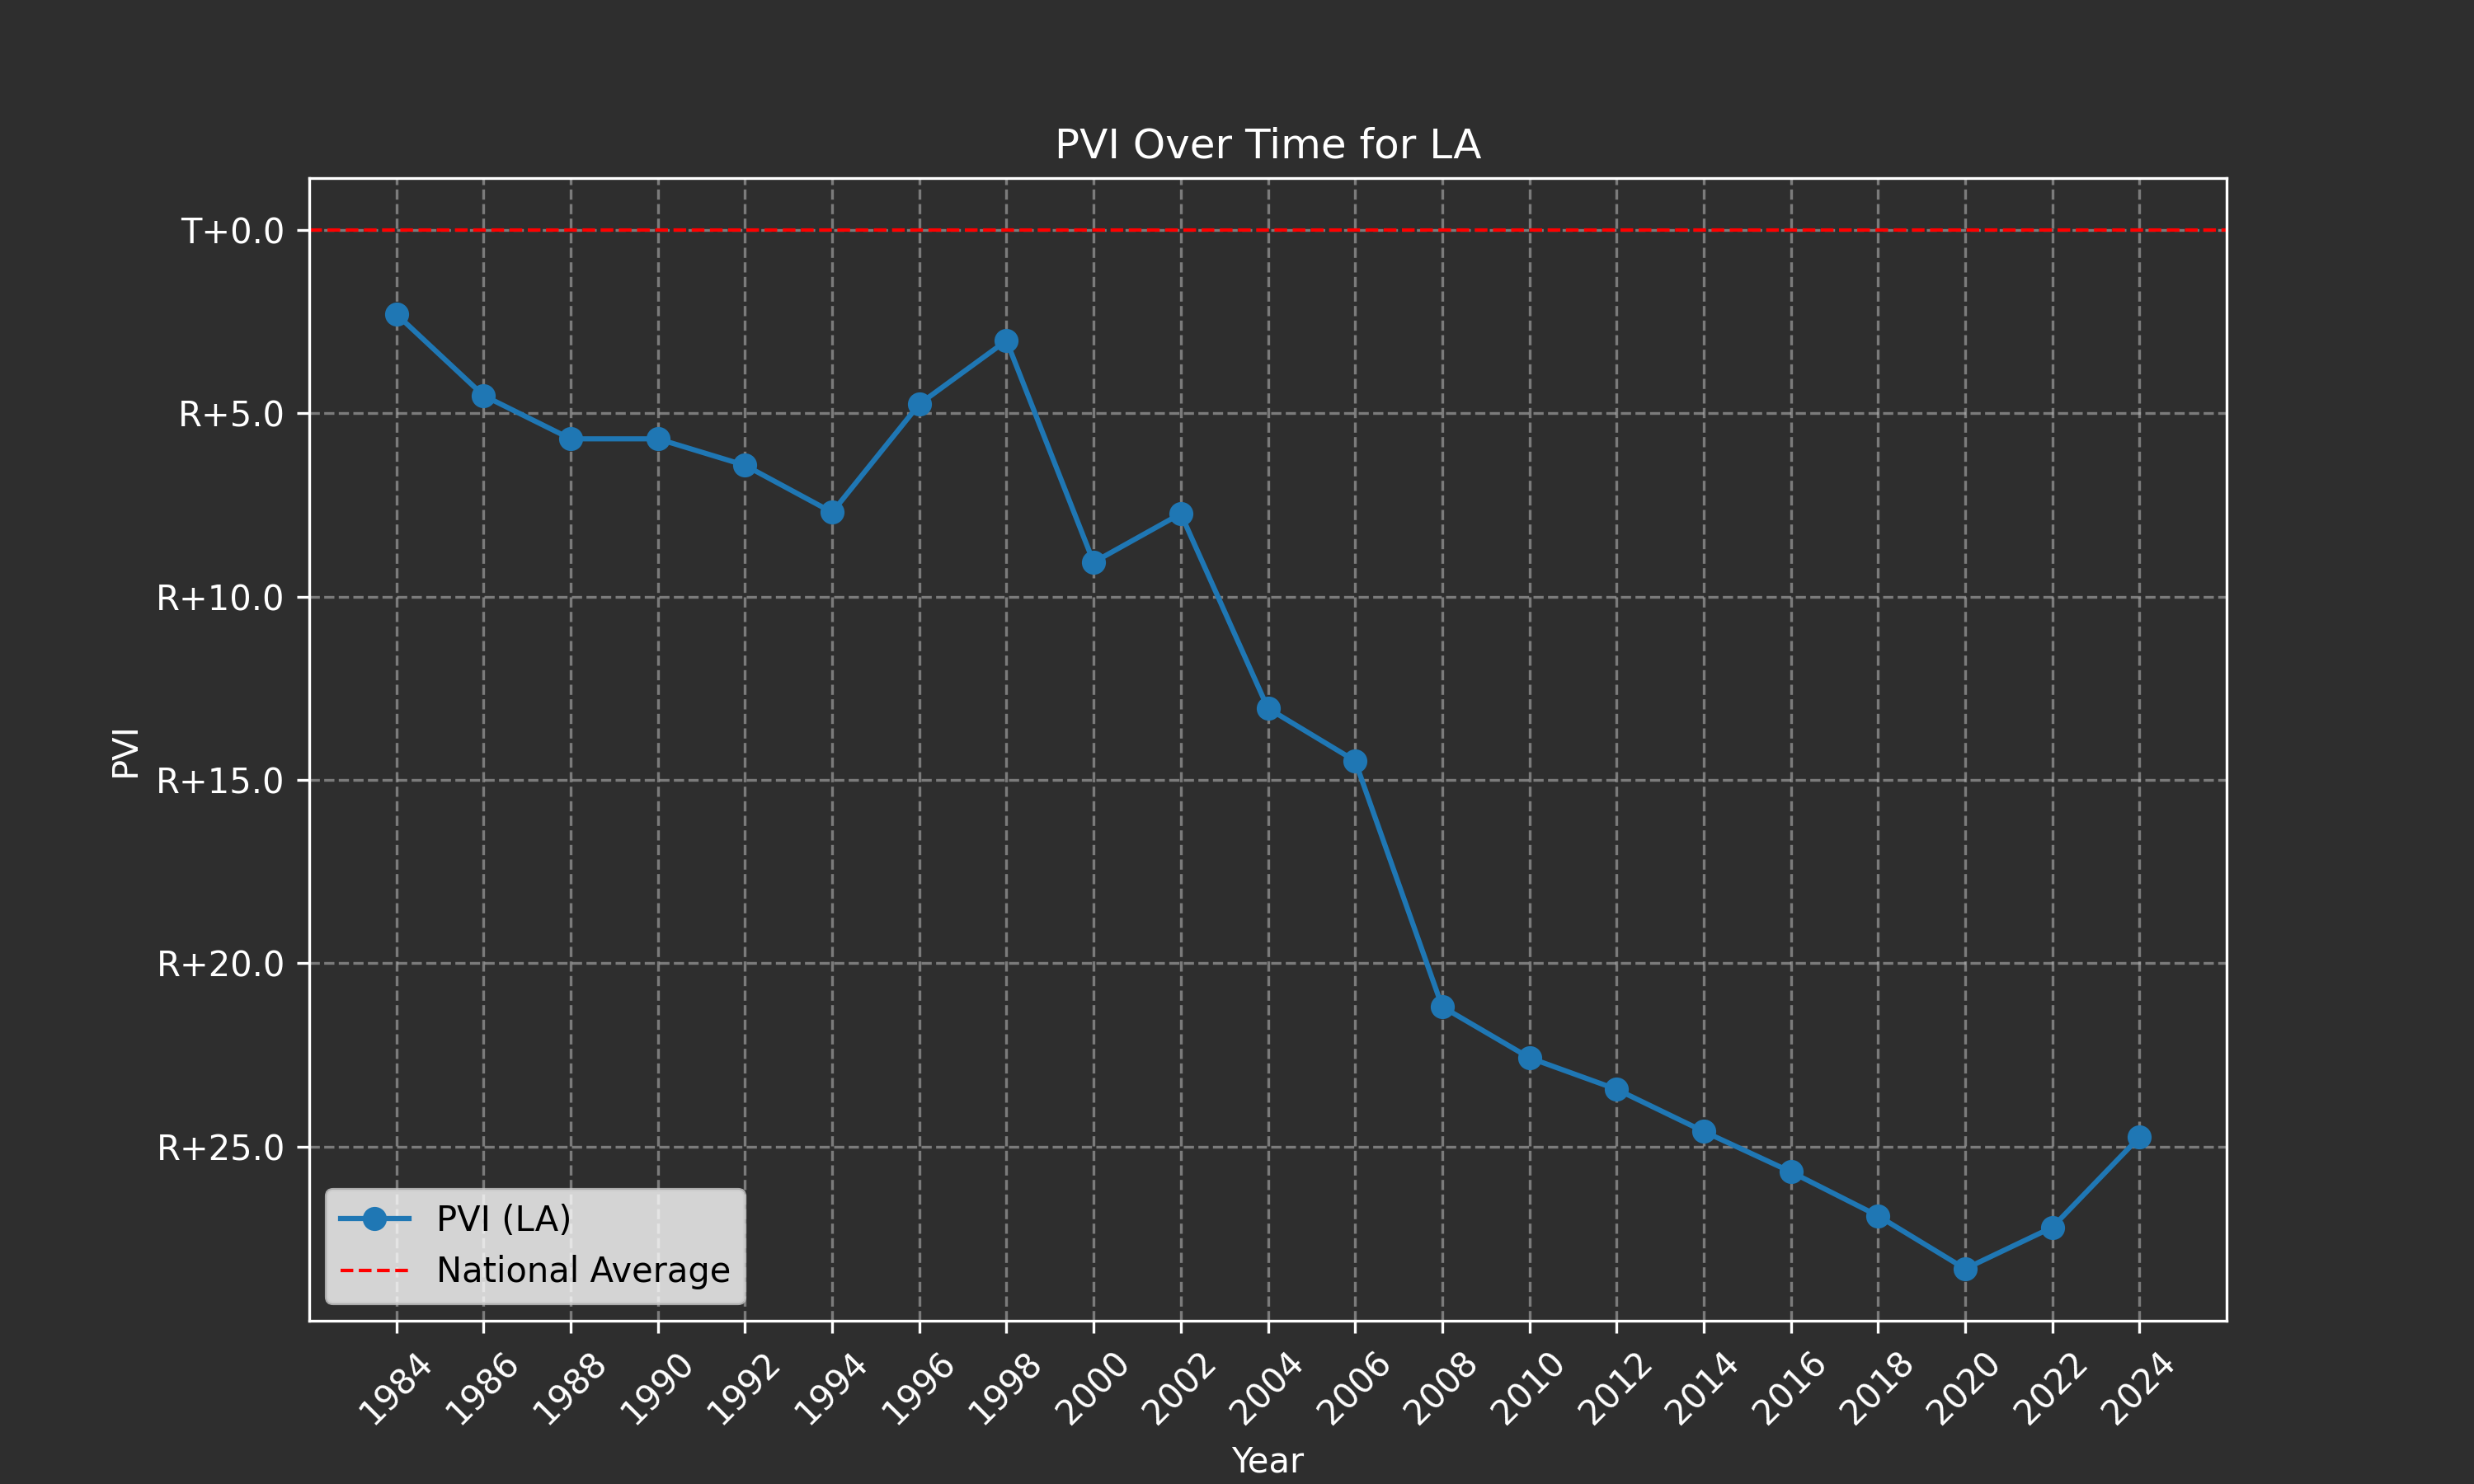 PVI Over Time for LA
T+0.0
R+5.0
R+10.0
R+15.0
R+20.0
R+25.0
PVI
PVI (LA)
National Average
1984 1986 1988 1990 1992 1994 1996 1998 2000 2002 2004 2006 2008 2010 2012 2014 2016 2018 2020 2022 2024
Year